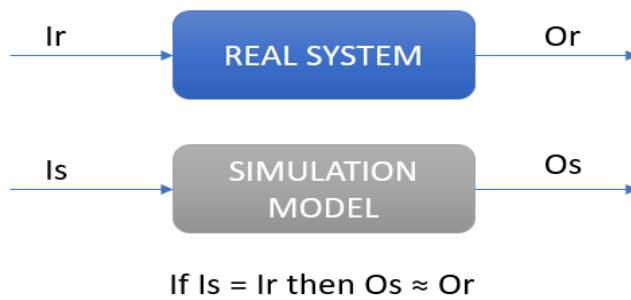 Ir
REAL SYSTEM
Or
Is
SIMULATION
MODEL
Os
If Is = Ir then Os ≈ Or